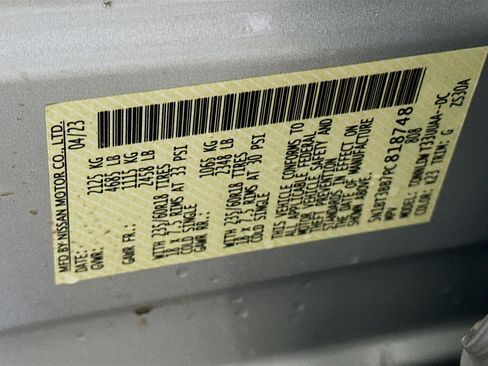 MFD BY NISSAN MOTOR CO., LTD.
DATE: 04/23
GVWR: 2121 KG
4685 LB
GAWR FR.: 1115 KG
2458 LB
WITH 235/60R18 TIRES
18 x 7.5 RIMS AT 33 PSI
COLD SINGLE
GAWR RR.: 1065 KG
2348 LB
WITH 235/60R18 TIRES
18 x 7.5 RIMS AT 30 PSI
COLD SINGLE
THIS VEHICLE CONFORMS TO
ALL APPLICABLE FEDERAL
MOTOR VEHICLE SAFETY AND
THEFT PREVENTION
STANDARDS IN EFFECT ON
THE DATE OF MANUFACTURE
SHOWN ABOVE.
818748
MPV 808
MODEL:
COLOR: K23 TRIM: G
ZS30A